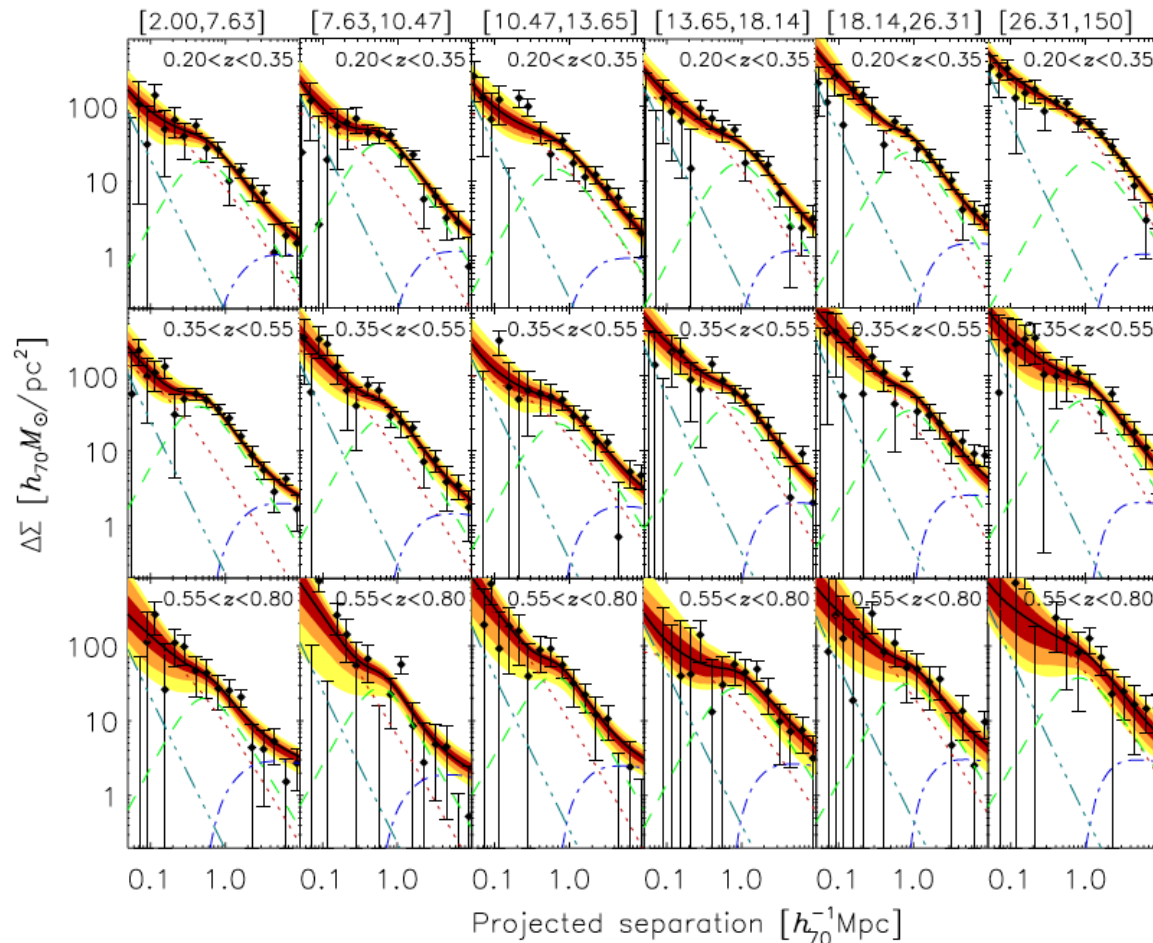 [2.00,7.63] [7.63,10.47] [10.47,13.65] [13.65,18.14] [18.14,26.31] [26.31,150]
0.20<z<0.35 0.20<z<0.35 0.20<z<0.35 0.20<z<0.35 0.20<z<0.35 0.20<z<0.35
100
10
1
0.35<z<0.55 0.35<z<0.55 0.35<z<0.55 0.35<z<0.55 0.35<z<0.55 0.35<z<0.55
100
10
1
ΔΣ [h₇₀M☉/pc²]
0.55<z<0.80 0.55<z<0.80 0.55<z<0.80 0.55<z<0.80 0.55<z<0.80 0.55<z<0.80
100
10
1
0.1 1.0 0.1 1.0 0.1 1.0 0.1 1.0 0.1 1.0 0.1 1.0
Projected separation [h₇₀⁻¹Mpc]